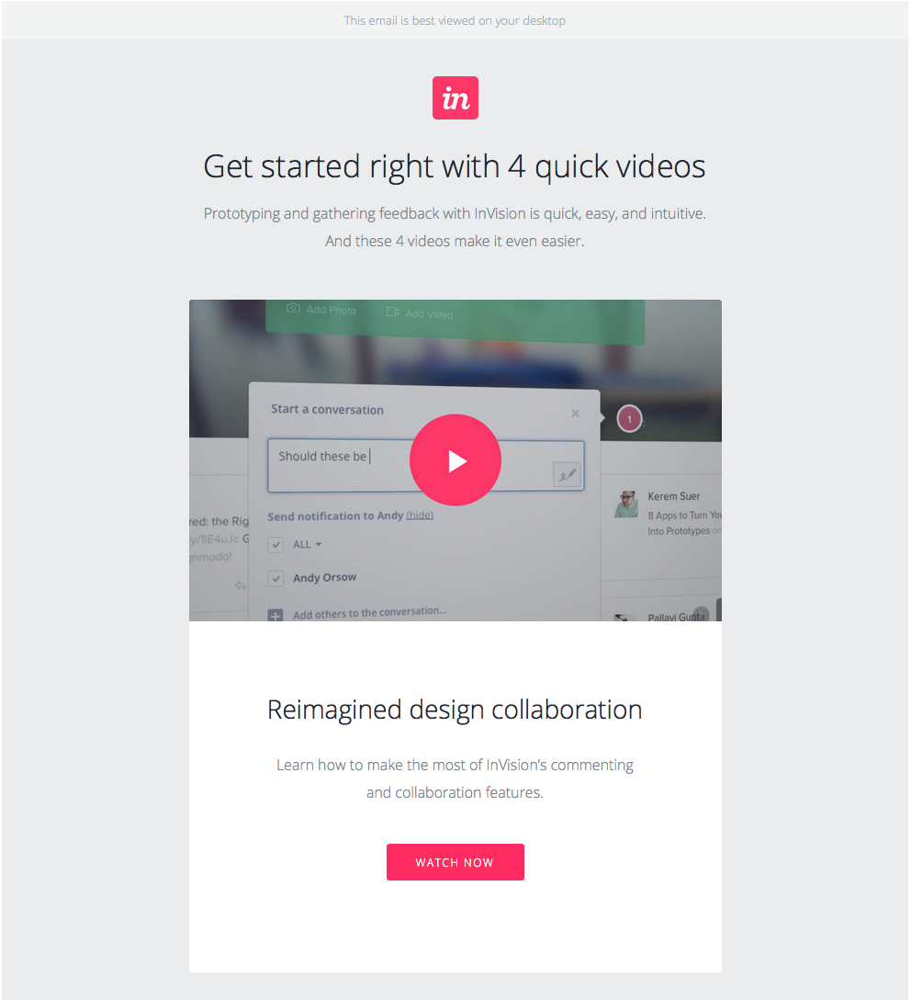 This email is best viewed on your desktop
in
Get started right with 4 quick videos
Prototyping and gathering feedback with InVision is quick, easy, and intuitive.
And these 4 videos make it even easier.
Add Photo
Add Video
Start a conversation
1
Should these be
Send notification to Andy (hide)
ALL
Andy Orsow
Add others to the conversation...
red: the Rig
y/1lE4uJc G
gnmodo!
Kerem Suer
8 Apps to Turn You
Into Prototypes on
Pallavi Gupta
Reimagined design collaboration
Learn how to make the most of InVision’s commenting
and collaboration features.
WATCH NOW